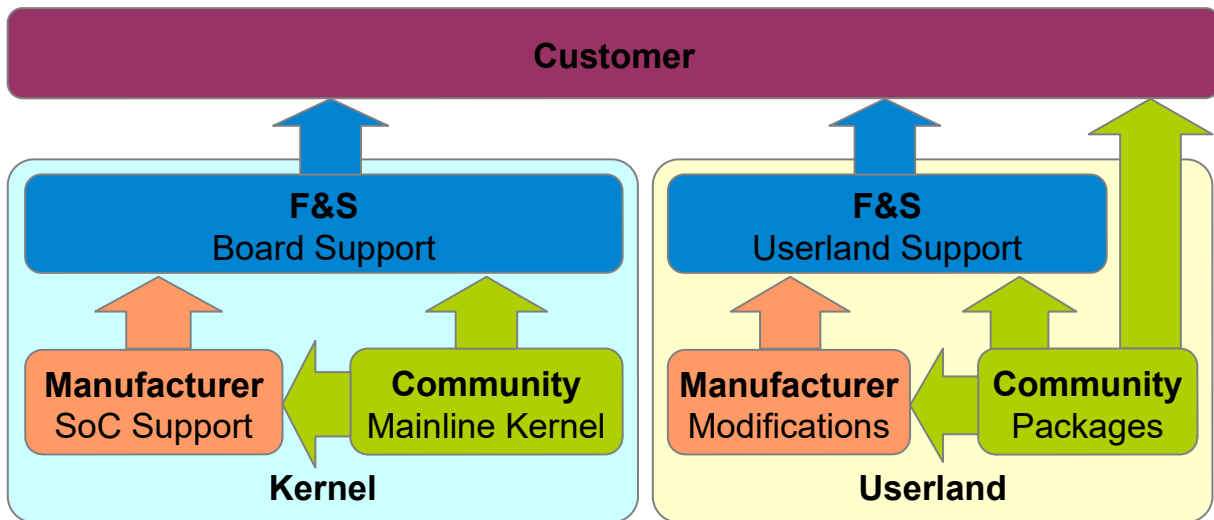 Customer
F&S
Board Support
Manufacturer
SoC Support
Community
Mainline Kernel
Kernel
F&S
Userland Support
Manufacturer
Modifications
Community
Packages
Userland